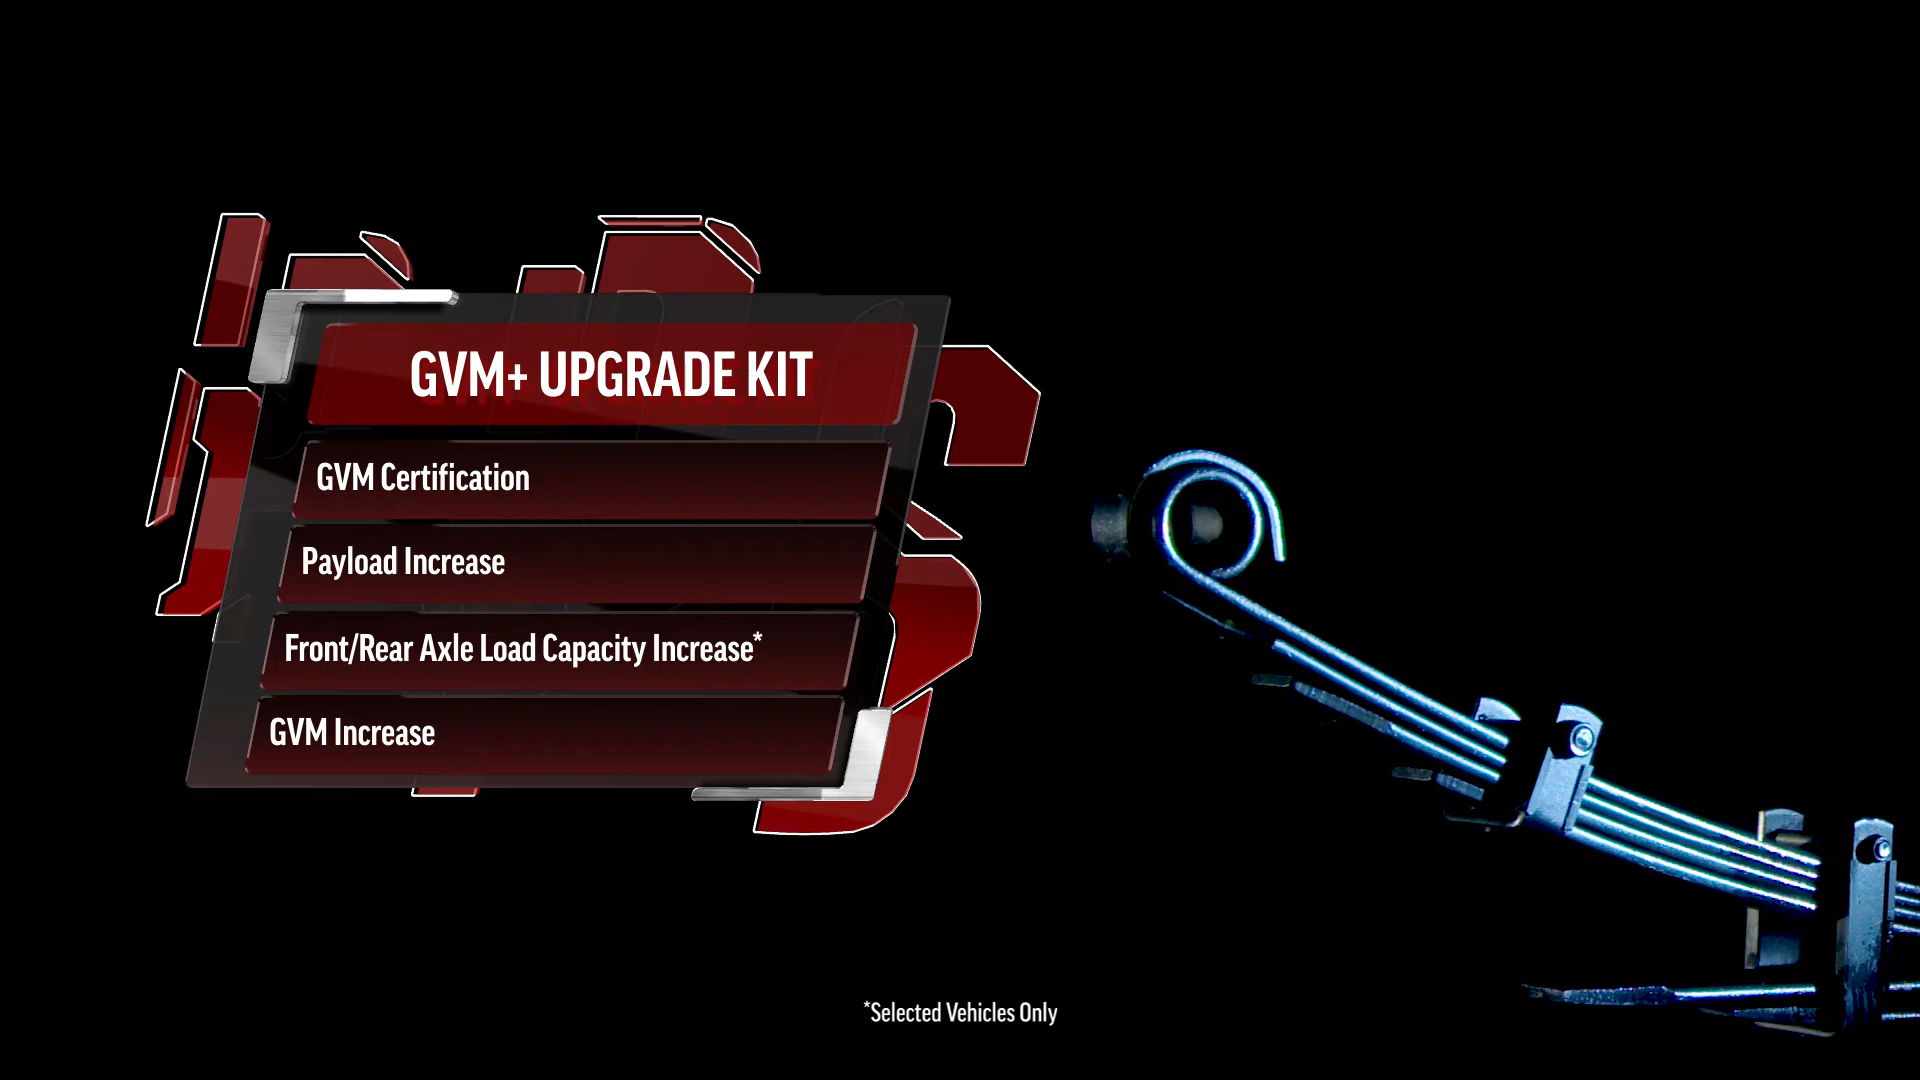 GVM+ UPGRADE KIT
GVM Certification
Payload Increase
Front/Rear Axle Load Capacity Increase*
GVM Increase
*Selected Vehicles Only